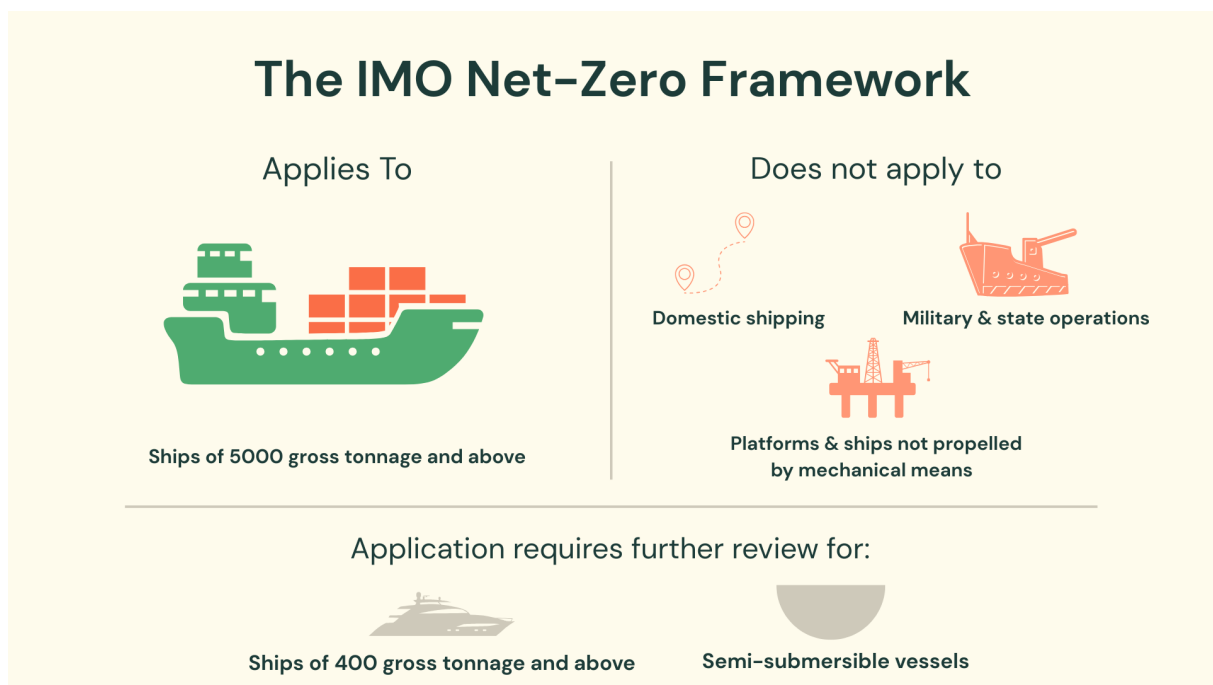 The IMO Net-Zero Framework
Applies To
Ships of 5000 gross tonnage and above
Does not apply to
Domestic shipping
Military & state operations
Platforms & ships not propelled
by mechanical means
Application requires further review for:
Ships of 400 gross tonnage and above
Semi-submersible vessels